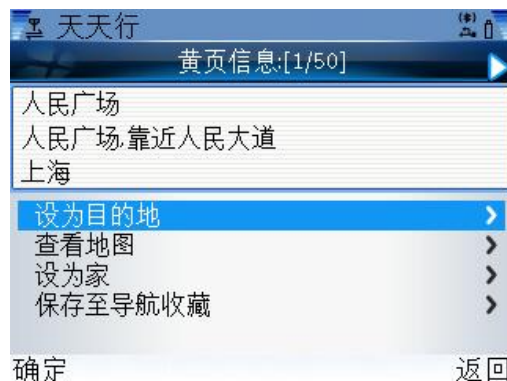 天天行
黄页信息:[1/50]
人民广场
人民广场,靠近人民大道
上海
设为目的地
查看地图
设为家
保存至导航收藏
确定 返回